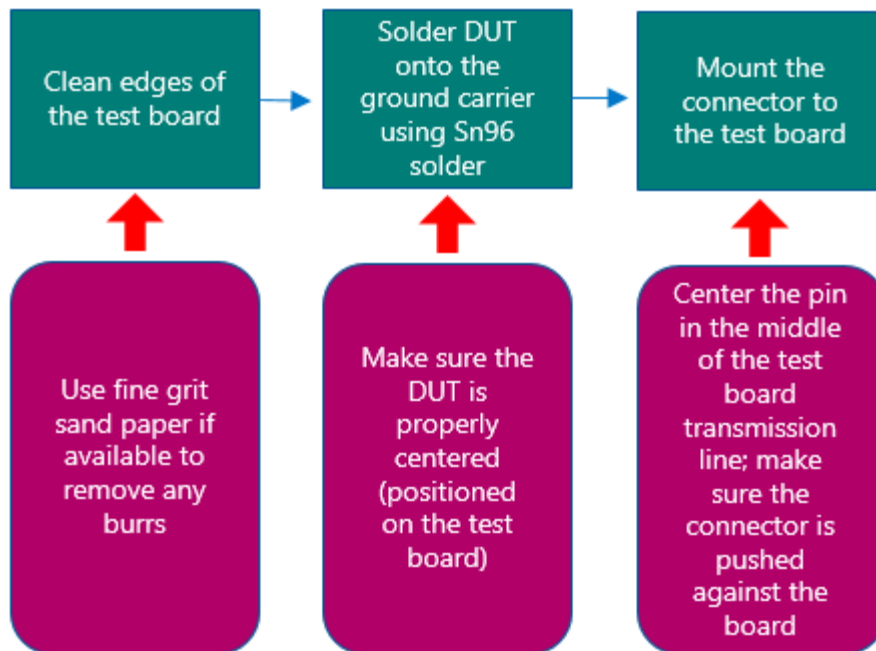 Clean edges of
the test board
Solder DUT
onto the
ground carrier
using Sn96
solder
Mount the
connector to
the test board
Use fine grit
sand paper if
available to
remove any
burrs
Make sure the
DUT is
properly
centered
(positioned
on the test
board)
Center the pin
in the middle
of the test
board
transmission
line; make
sure the
connector is
pushed
against the
board